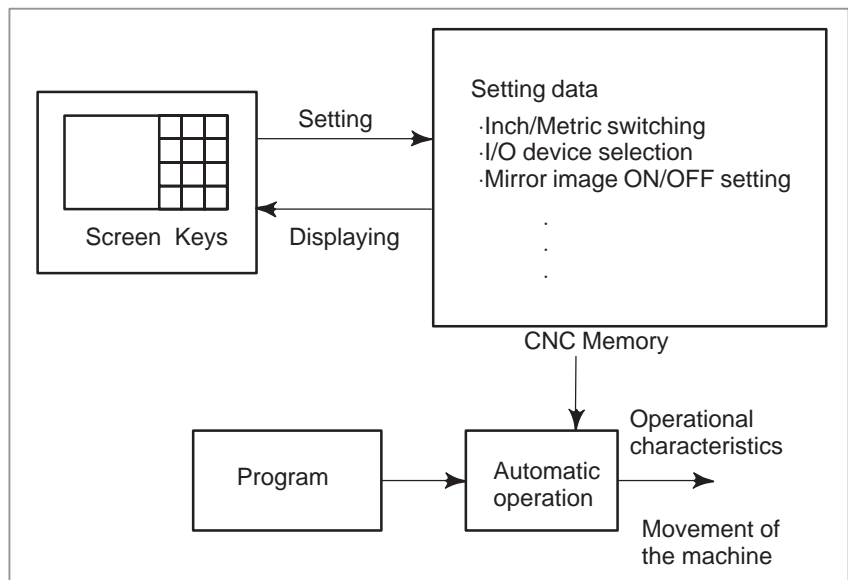 Setting
Screen Keys
Displaying
Setting data
·Inch/Metric switching
·I/O device selection
·Mirror image ON/OFF setting
.
.
.
CNC Memory
Program
Automatic
operation
Operational
characteristics
Movement of
the machine